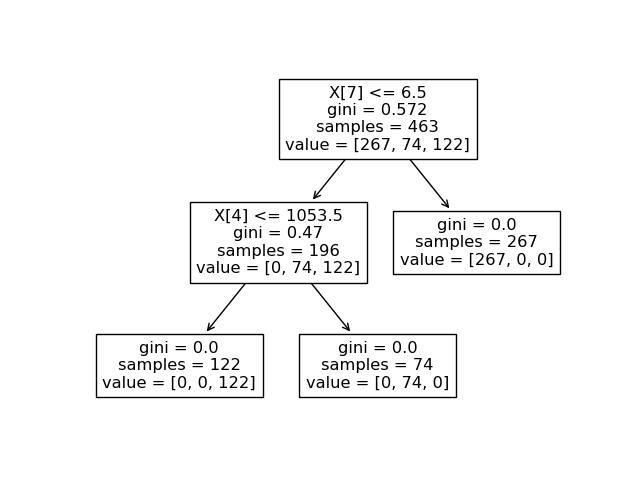 X[7] <= 6.5
gini = 0.572
samples = 463
value = [267, 74, 122]
X[4] <= 1053.5
gini = 0.47
samples = 196
value = [0, 74, 122]
gini = 0.0
samples = 267
value = [267, 0, 0]
gini = 0.0
samples = 122
value = [0, 0, 122]
gini = 0.0
samples = 74
value = [0, 74, 0]